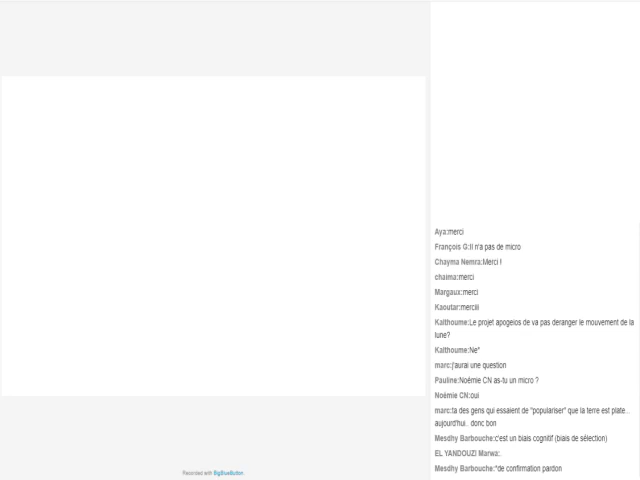 Aya:merci
François G:Il n'a pas de micro
Chayma Nemra:Merci !
chaima:merci
Margaux:merci
Kaoutar:merciii
Kalthoume:Le projet apogeios de va pas deranger le mouvement de la
lune?
Kalthoume:Ne*
marc:j'aurai une question
Pauline:Noémie CN as-tu un micro ?
Noémie CN:oui
marc:ta des gens qui essaient de "populariser" que la terre est plate..
aujourd'hui.. donc bon
Mesdhy Barbouche:c'est un biais cognitif (biais de sélection)
EL YANDOUZI Marwa:.
Mesdhy Barbouche:*de confirmation pardon
Recorded with BigBlueButton.